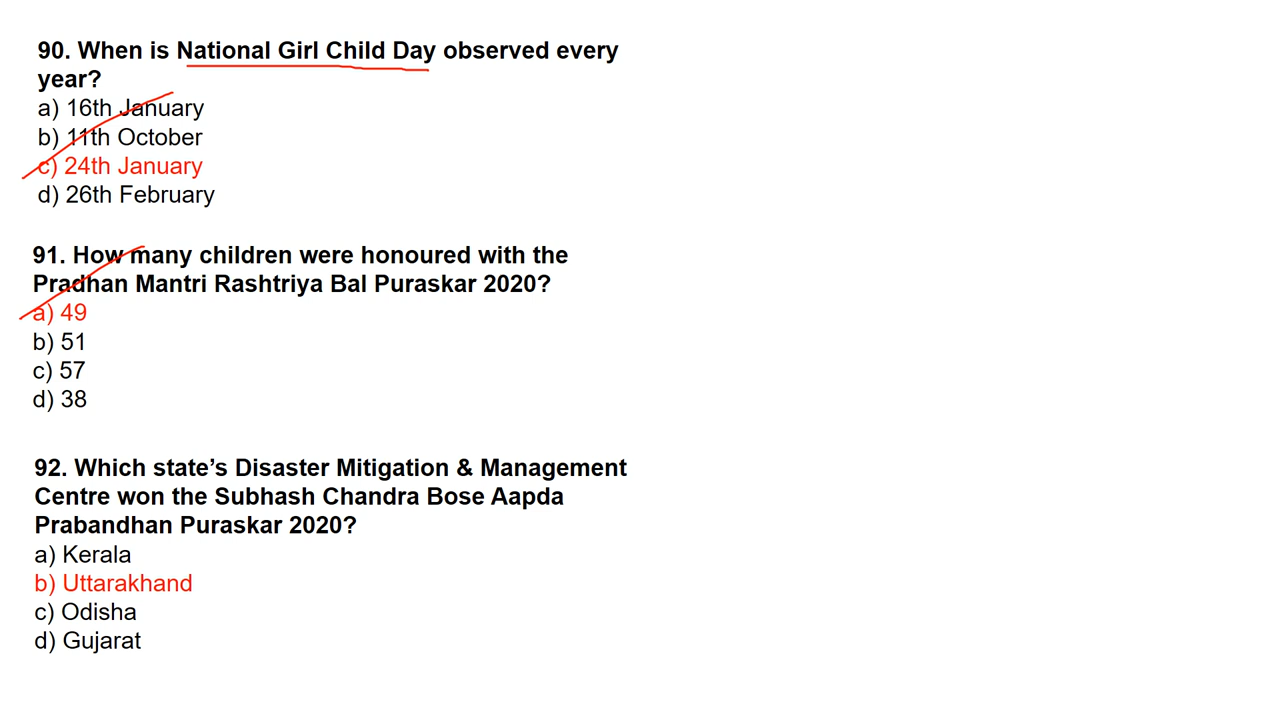 90. When is National Girl Child Day observed every
year?
a) 16th January
b) 11th October
c) 24th January
d) 26th February
91. How many children were honoured with the
Pradhan Mantri Rashtriya Bal Puraskar 2020?
a) 49
b) 51
c) 57
d) 38
92. Which state’s Disaster Mitigation & Management
Centre won the Subhash Chandra Bose Aapda
Prabandhan Puraskar 2020?
a) Kerala
b) Uttarakhand
c) Odisha
d) Gujarat